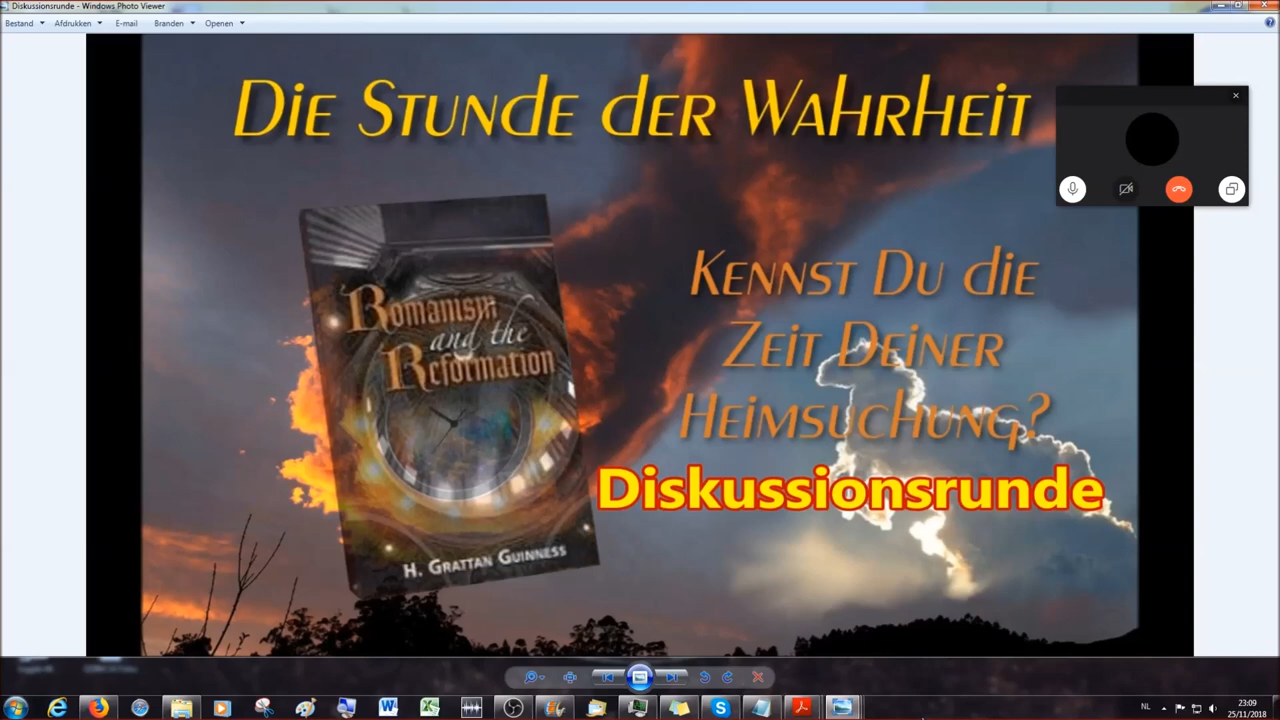 Diskussionsrunde - Windows Photo Viewer
Bestand Afdrukken E-mail Branden Openen
Die Stunde der Wahrheit
Romanism
and the
Reformation
H. Grattan Guinness
Kennst Du die
Zeit Deiner
Heimsuchung?
Diskussionsrunde
NL
23:09
25/11/2018